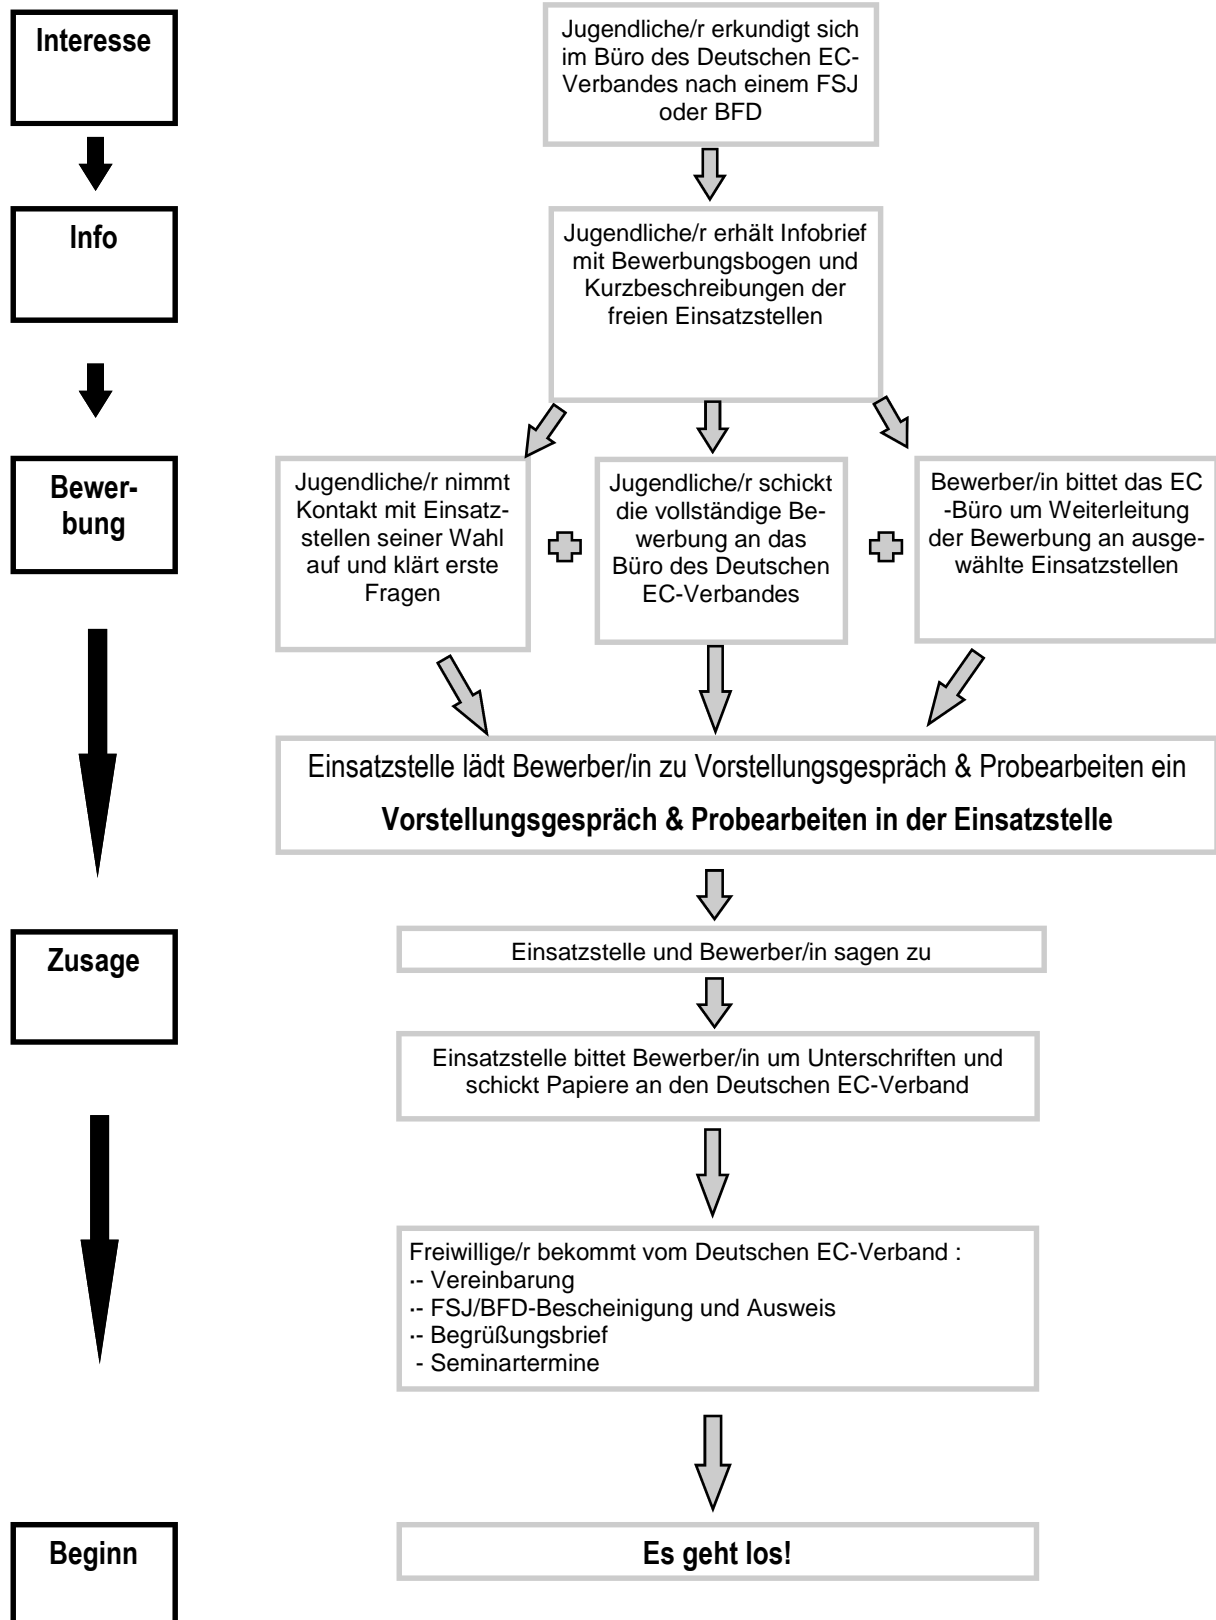 Interesse
Jugendliche/r erkundigt sich
im Büro des Deutschen EC-
Verbandes nach einem FSJ
oder BFD
Info
Jugendliche/r erhält Infobrief
mit Bewerbungsbogen und
Kurzbeschreibungen der
freien Einsatzstellen
Bewer-
bung
Jugendliche/r nimmt
Kontakt mit Einsatz-
stellen seiner Wahl
auf und klärt erste
Fragen
Jugendliche/r schickt
die vollständige Be-
werbung an das
Büro des Deutschen
EC-Verbandes
Bewerber/in bittet das EC
-Büro um Weiterleitung
der Bewerbung an ausge-
wählte Einsatzstellen
Einsatzstelle lädt Bewerber/in zu Vorstellungsgespräch & Probearbeiten ein
Vorstellungsgespräch & Probearbeiten in der Einsatzstelle
Zusage
Einsatzstelle und Bewerber/in sagen zu
Einsatzstelle bittet Bewerber/in um Unterschriften und
schickt Papiere an den Deutschen EC-Verband
Freiwillige/r bekommt vom Deutschen EC-Verband :
·- Vereinbarung
·- FSJ/BFD-Bescheinigung und Ausweis
·- Begrüßungsbrief
- Seminartermine
Beginn
Es geht los!